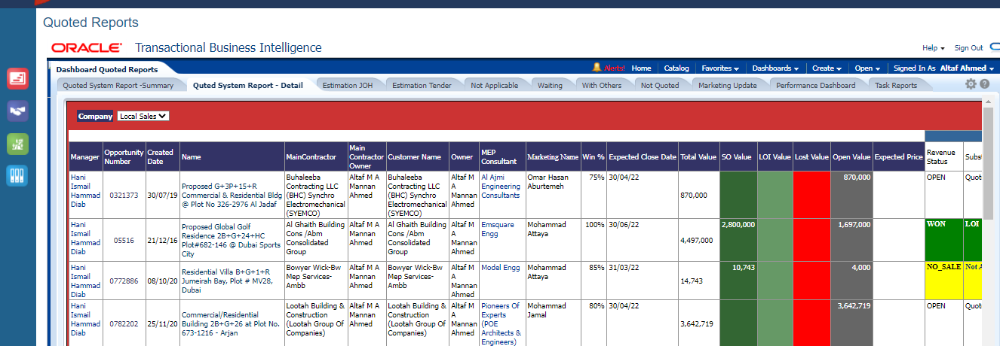 Quoted Reports
ORACLE Transactional Business Intelligence
Help Sign Out
Dashboard Quoted Reports
Alerts! Home Catalog Favorites Dashboards Create Open Signed In As Altaf Ahmed
Quoted System Report -Summary Quted System Report - Detail Estimation JOH Estimation Tender Not Applicable Waiting With Others Not Quoted Marketing Update Performance Dashboard Task Reports
Company Local Sales
Manager
Opportunity
Number
Created
Date
Name
MainContractor
Main
Contractor
Owner
Customer Name
Owner
MEP
Consultant
Marketing Name
Win %
Expected Close Date
Total Value
SO Value
LOI Value
Lost Value
Open Value
Expected Price
Revenue
Status
Subst
Hani
Ismail
Hammad
Diab
0321373
30/07/19
Proposed G+3P+15+R
Commercial & Residential Bldg
@ Plot No 326-2976 Al Jadaf
Buhaleeba
Contracting LLC
(BHC) Synchro
Electromechanical
(SYEMCO)
Altaf M A
Mannan
Ahmed
Buhaleeba
Contracting LLC
(BHC) Synchro
Electromechanical
(SYEMCO)
Altaf M
A
Mannan
Ahmed
Al Ajmi
Engineering
Consultants
Omar Hasan
Aburtemeh
75%
30/04/22
870,000
870,000
OPEN
Quot
Hani
Ismail
Hammad
Diab
05516
21/12/16
Proposed Global Golf
Residence 2B+G+24+HC
Plot#682-146 @ Dubai Sports
City
Al Ghaith Building
Cons /Abm
Consolidated
Group
Altaf M A
Mannan
Ahmed
Al Ghaith Building
Cons /Abm
Consolidated
Group
Altaf M
A
Mannan
Ahmed
Emsquare
Engg
Mohammad
Attaya
100%
30/06/22
4,497,000
2,800,000
1,697,000
WON
LOI
Hani
Ismail
Hammad
Diab
0772886
08/10/20
Residential Villa B+G+1+R
Jumeirah Bay, Plot # MV28,
Dubai
Bowyer Wick-Bw
Mep Services-
Ambb
Altaf M A
Mannan
Ahmed
Bowyer Wick-Bw
Mep Services-
Ambb
Altaf M
A
Mannan
Ahmed
Model Engg
Mohammad
Attaya
85%
31/03/22
14,743
10,743
4,000
NO_SALE
Not A
Hani
Ismail
Hammad
Diab
0782202
25/11/20
Commercial/Residential
Building 2B+G+26 at Plot No.
673-1216 - Arjan
Lootah Building &
Construction
(Lootah Group Of
Companies)
Altaf M A
Mannan
Ahmed
Lootah Building &
Construction
(Lootah Group Of
Companies)
Altaf M
A
Mannan
Ahmed
Pioneers Of
Experts
(POE
Architects &
Engineers)
Mohammad
Jamal
80%
30/04/22
3,642,719
3,642,719
OPEN
Quot